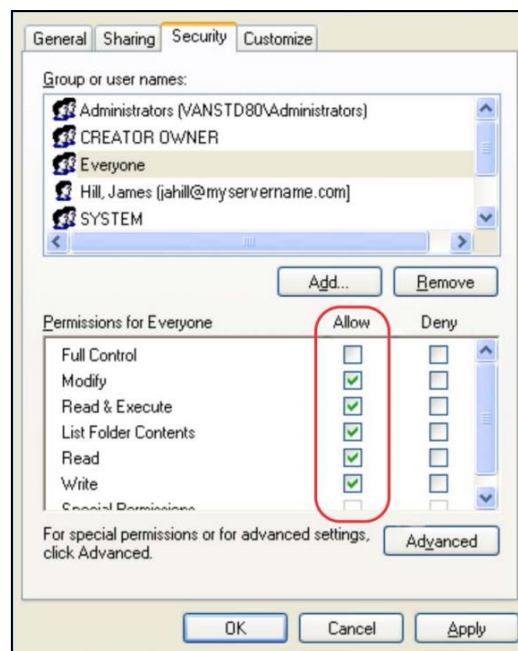 General Sharing Security Customize
Group or user names:
Administrators (VANSTD80\Administrators)
CREATOR OWNER
Everyone
Hill, James [jahill@myservername.com]
SYSTEM
Add... Remove
Permissions for Everyone Allow Deny
Full Control
Modify
Read & Execute
List Folder Contents
Read
Write
Special Permissions
For special permissions or for advanced settings, Advanced
click Advanced.
OK Cancel Apply